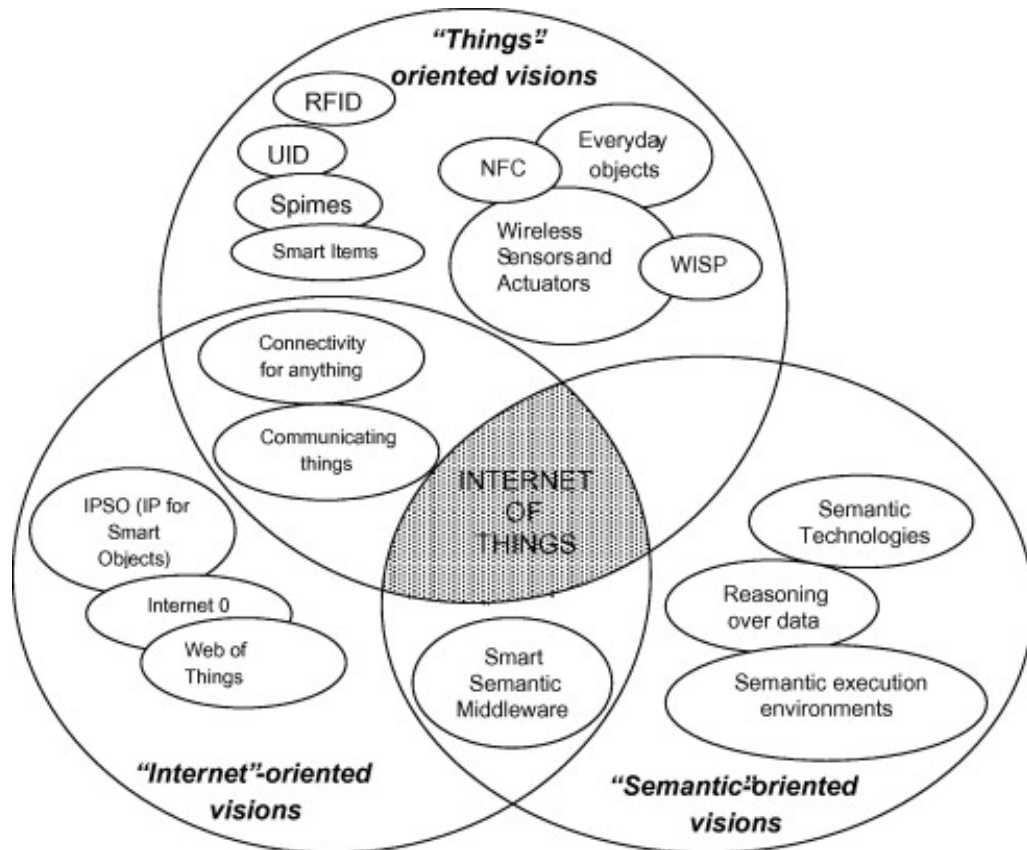 “Things”-
oriented visions
RFID
UID
Spimes
Smart Items
NFC
Everyday
objects
Wireless
Sensors and
Actuators
WISP
Connectivity
for anything
Communicating
things
INTERNET
OF
THINGS
IPSO (IP for
Smart
Objects)
Internet 0
Web of
Things
Semantic
Technologies
Reasoning
over data
Semantic execution
environments
Smart
Semantic
Middleware
“Internet”-oriented
visions
“Semantic”-oriented
visions